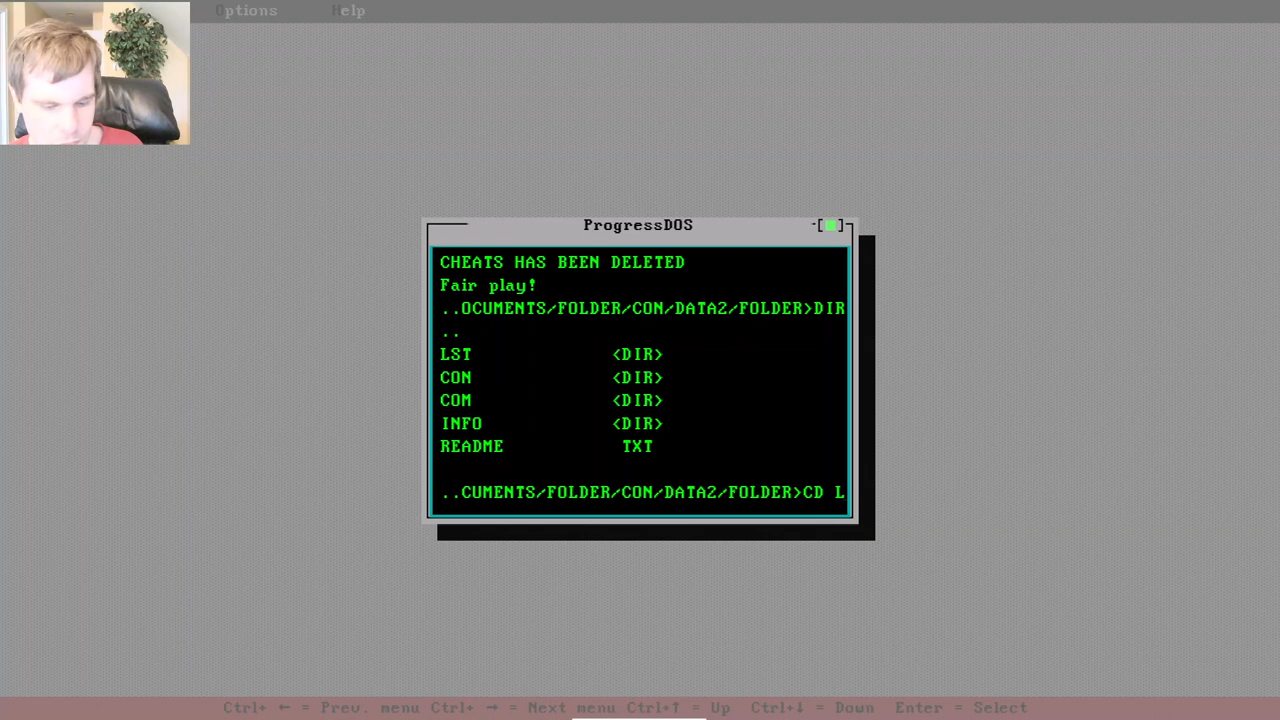 Options Help
ProgressDOS
CHEATS HAS BEEN DELETED
Fair play!
..OCUMENTS/FOLDER/CON/DATA2/FOLDER>DIR
..
LST <DIR>
CON <DIR>
COM <DIR>
INFO <DIR>
README TXT
..CUMENTS/FOLDER/CON/DATA2/FOLDER>CD L
Ctrl+ ← = Prev. menu Ctrl+ → = Next menu Ctrl+↑ = Up Ctrl+↓ = Down Enter = Select